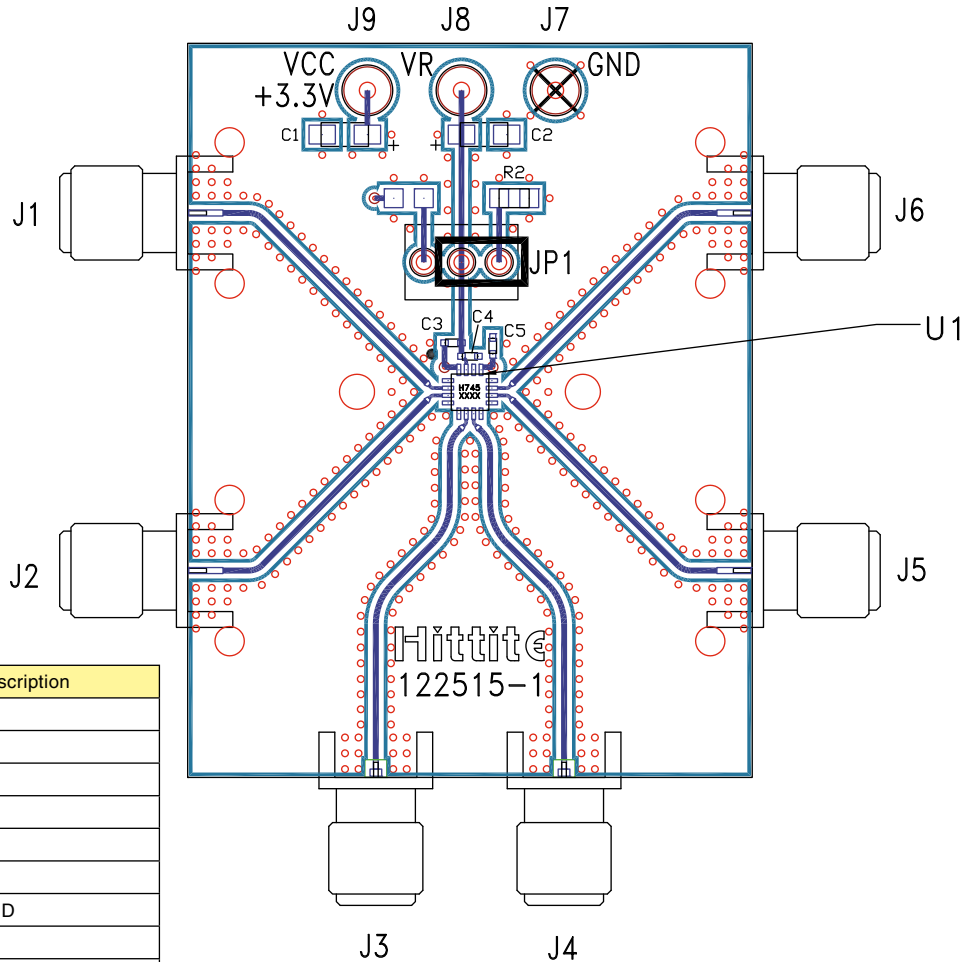 J9 J8 J7
VCC VR GND
+3.3V
C1 + + C2
R2
J1 J6
JP1
C3 C4 C5
U1
H745
XXXX
J2 J5
Hittite
122515-1
scription
D
J3 J4